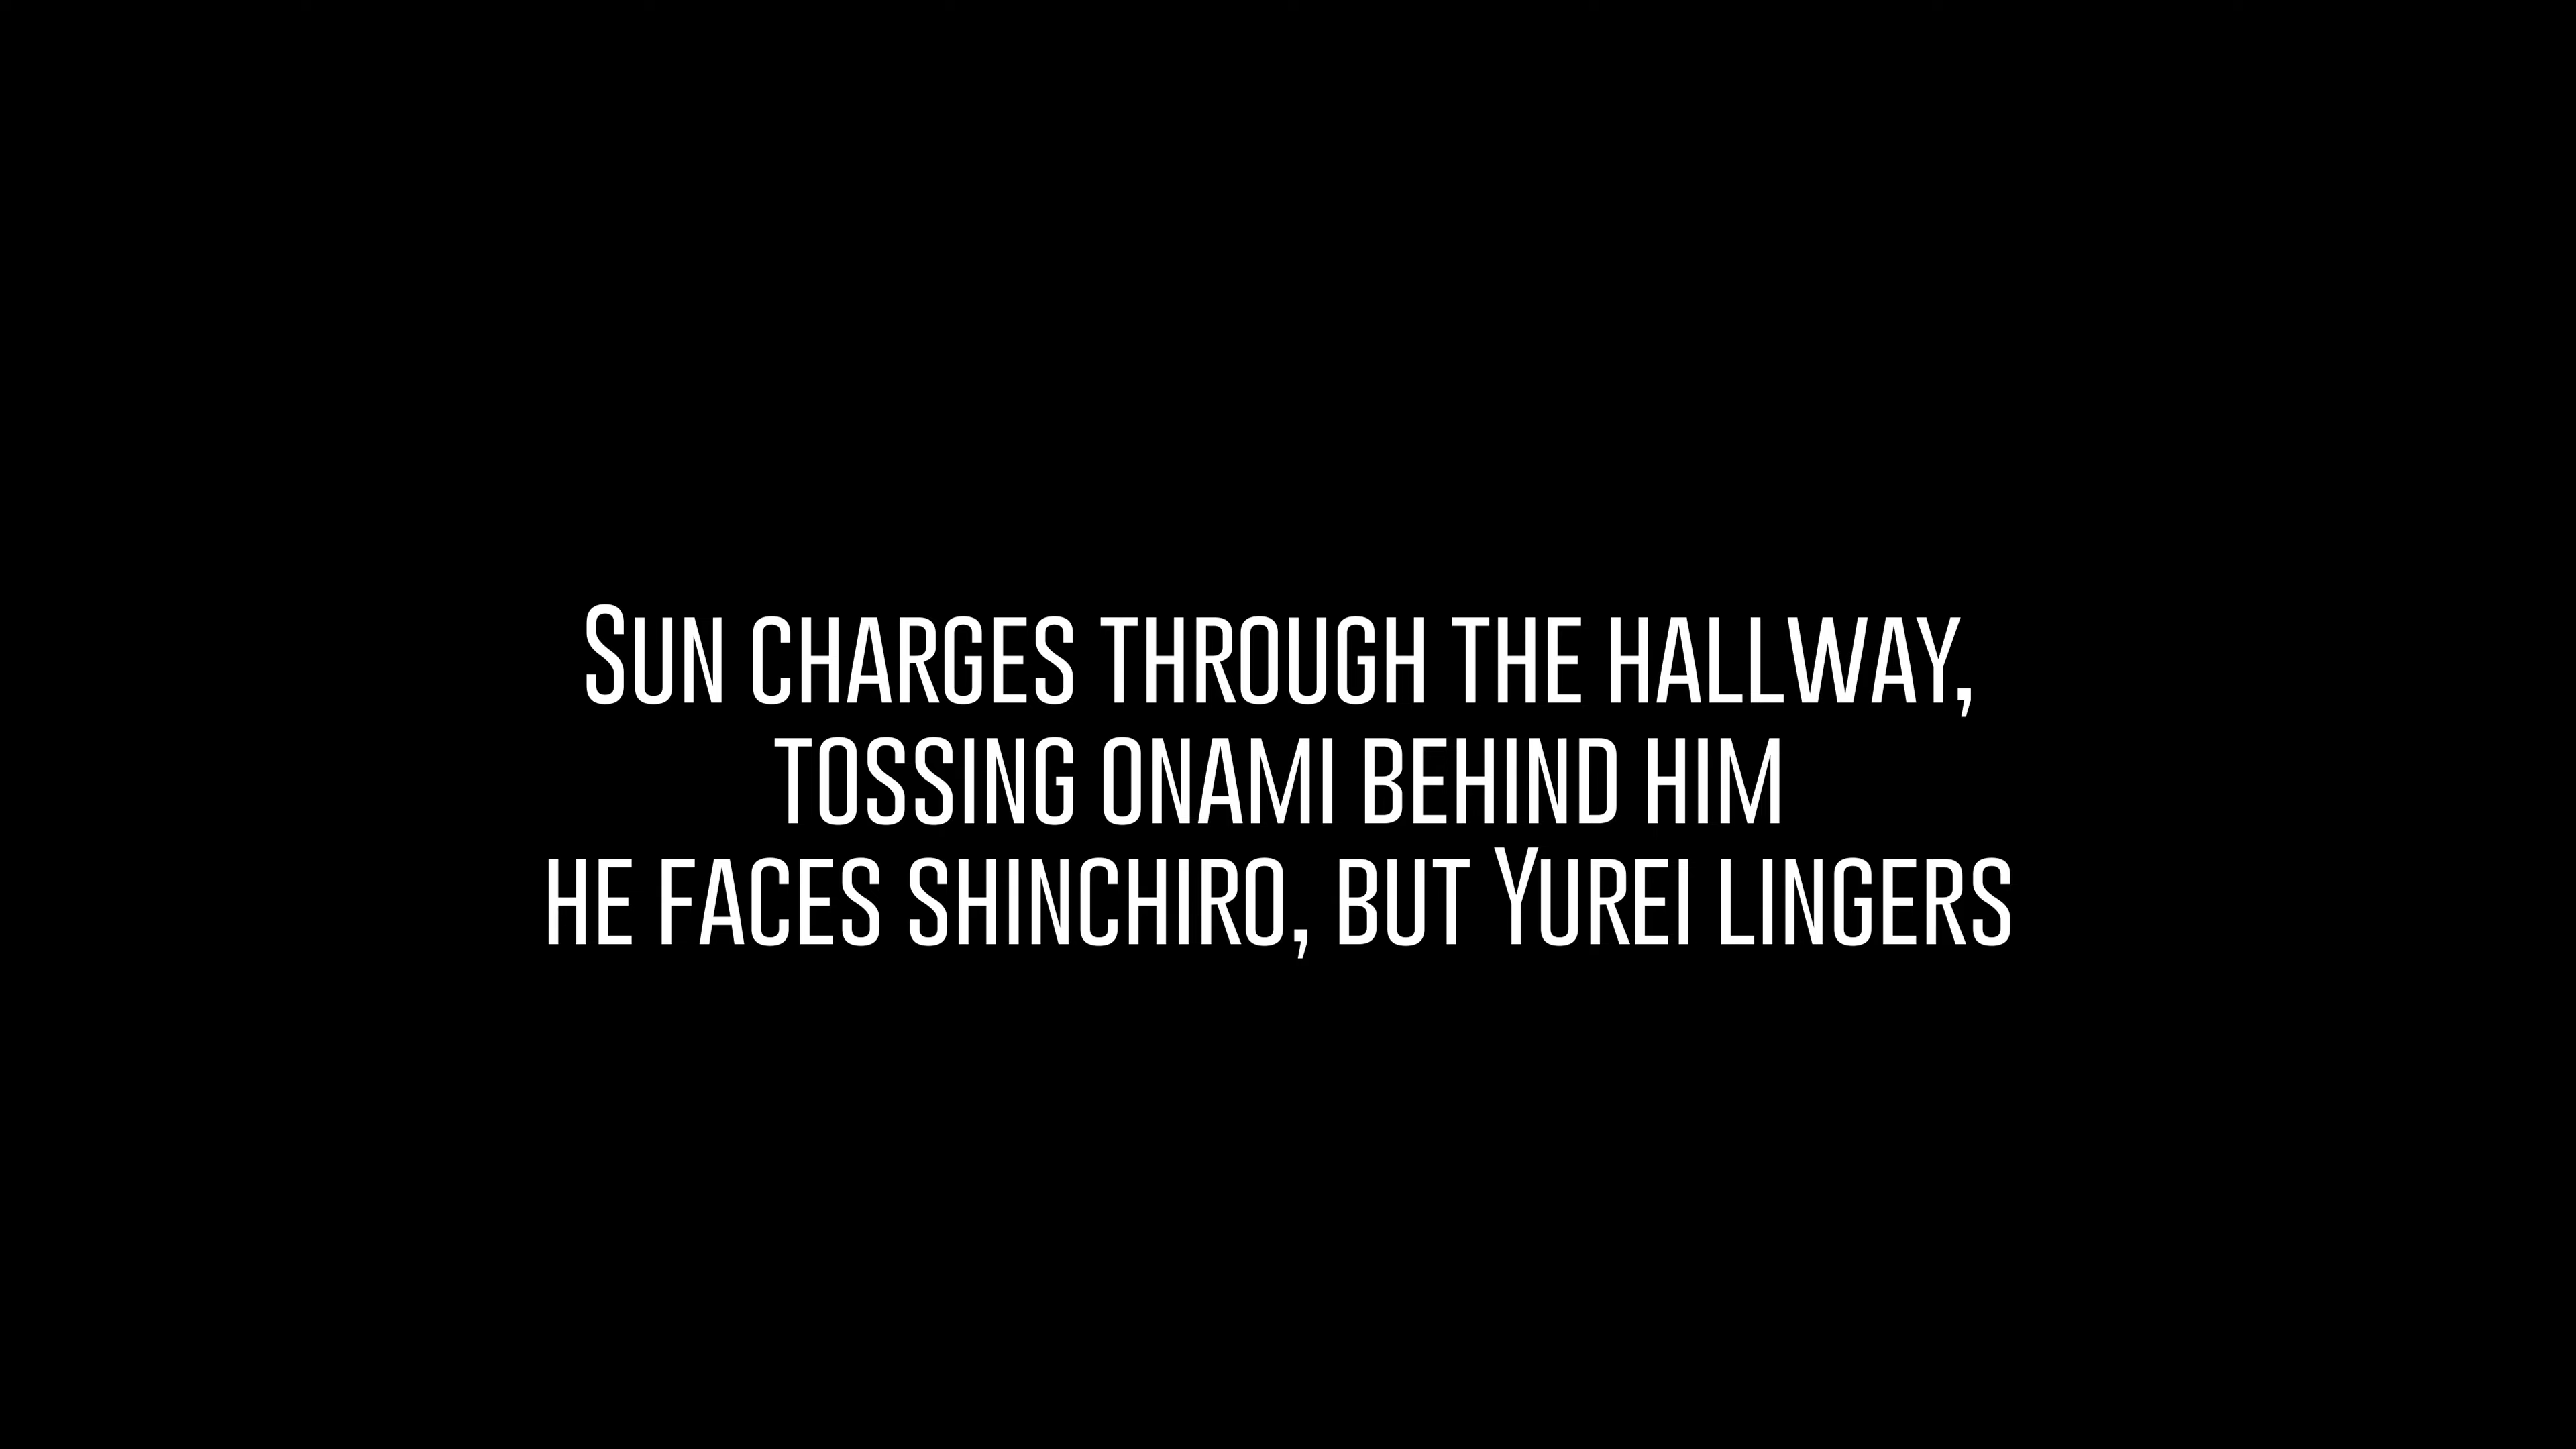 Sun charges through the hallway,
tossing onami behind him
he faces shinchiro, but Yurei lingers